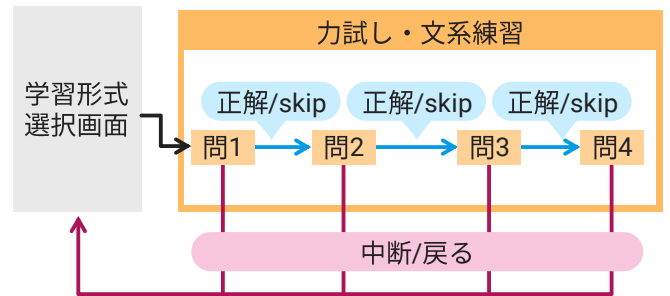 力試し・文系練習
学習形式
選択画面
正解/skip
正解/skip
正解/skip
問1
問2
問3
問4
中断/戻る